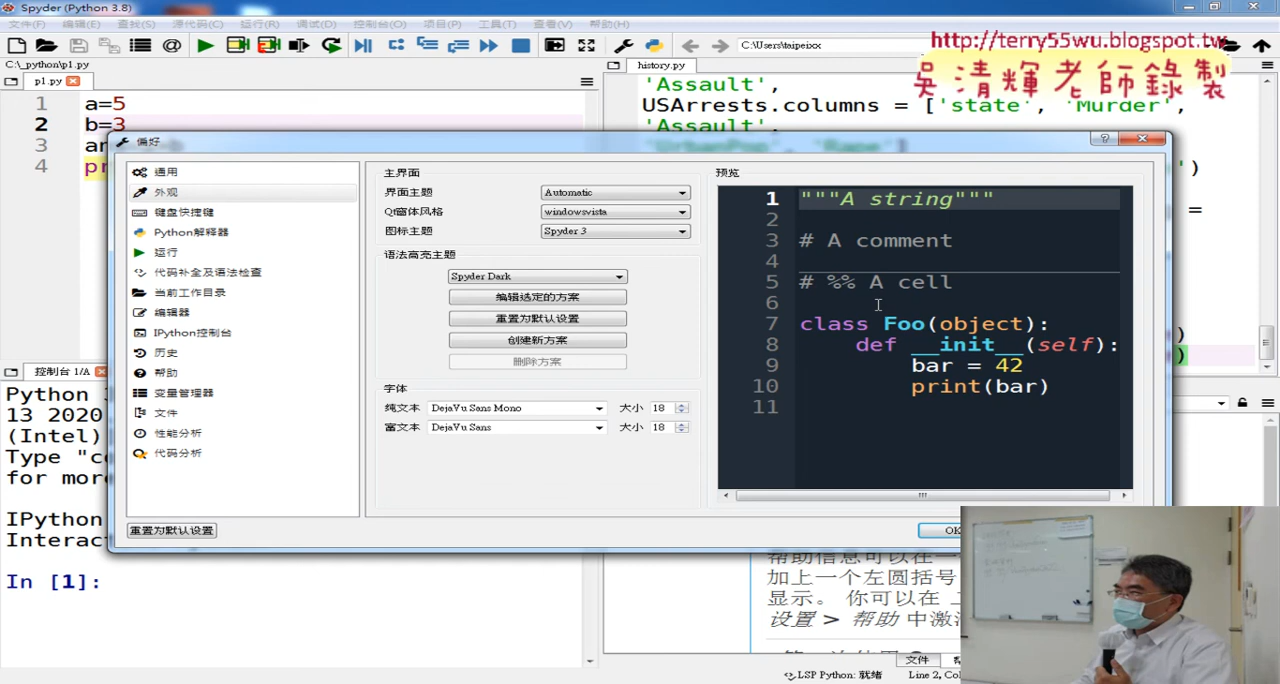 Spyder (Python 3.8)
文件(F) 编辑(E) 查找(S) 源代码(C) 运行(R) 调试(D) 控制台(O) 项目(P) 工具(T) 查看(V) 帮助(H)
C:\Users\taipeixx
http://terry55wu.blogspot.tw
吳清輝老師錄製
C:\_python\p1.py
p1.py
history.py
1 a=5
2 b=3
3
4
'Assault',
USArrests.columns = ['state', 'Murder',
'Assault',
'UrbanPop', 'Rape']
偏好
通用
外观
键盘快捷键
Python解释器
运行
代码补全及语法检查
当前工作目录
编辑器
IPython控制台
历史
帮助
变量管理器
文件
性能分析
代码分析
重置为默认设置
主界面
界面主题 Automatic
Qt窗体风格 windowsvista
图标主题 Spyder 3
语法高亮主题
Spyder Dark
编辑选定的方案
重置为默认设置
创建新方案
删除方案
字体
纯文本 DejaVu Sans Mono 大小 18
富文本 DejaVu Sans 大小 18
预览
1 """A string"""
2
3 # A comment
4
5 # %% A cell
6
7 class Foo(object):
8 def __init__(self):
9 bar = 42
10 print(bar)
11
OK
控制台 1/A
Python
13 2020
(Intel)
Type
for
IPython
In [1]:
帮助信息可以在一
加上一个左圆括号
显示。 你可以在
设置 > 帮助 中激
文件
LSP Python: 就绪
Line 2,